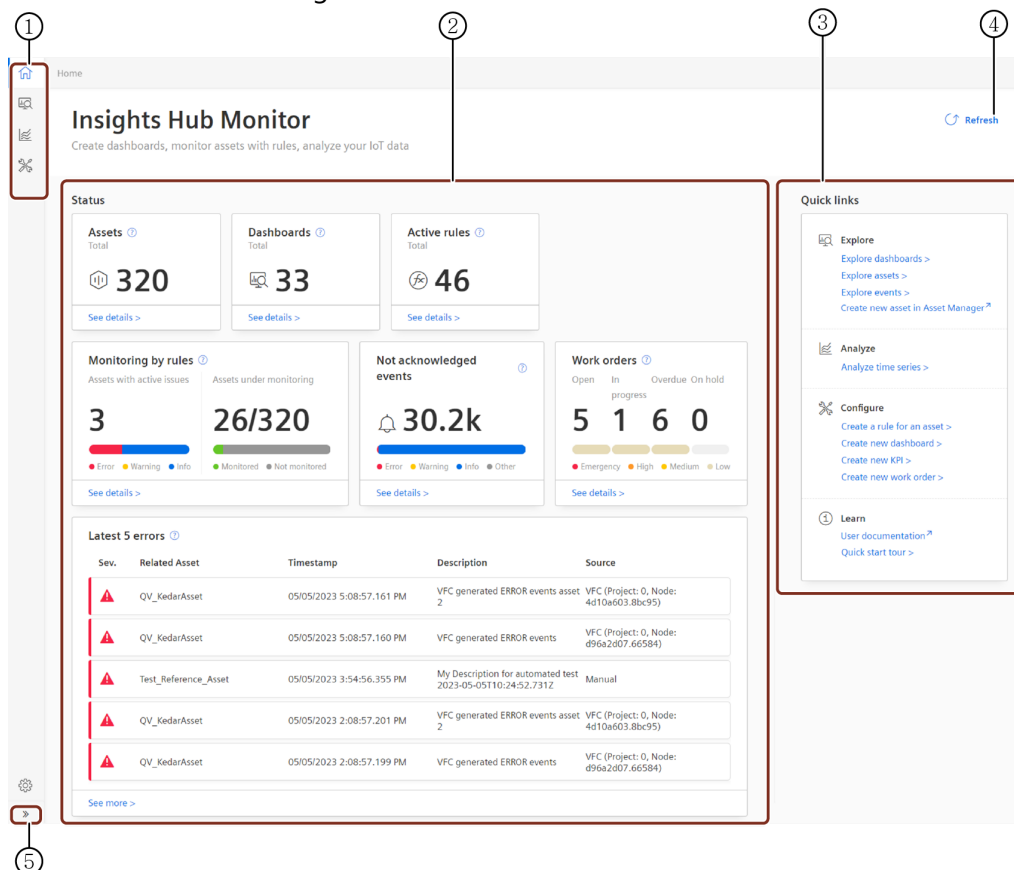 1
2
3
4
Home
Insights Hub Monitor
Create dashboards, monitor assets with rules, analyze your IoT data
Refresh
Status
Assets
Total
320
See details >
Dashboards
Total
33
See details >
Active rules
Total
46
See details >
Monitoring by rules
Assets with active issues
Assets under monitoring
3
26/320
Error Warning Info
Monitored Not monitored
See details >
Not acknowledged
events
30.2k
Error Warning Info Other
See details >
Work orders
Open In progress Overdue On hold
5 1 6 0
Emergency High Medium Low
See details >
Latest 5 errors
Sev. Related Asset Timestamp Description Source
QV_KedarAsset 05/05/2023 5:08:57.161 PM VFC generated ERROR events asset 2 VFC (Project: 0, Node: 4d10a603.8bc95)
QV_KedarAsset 05/05/2023 5:08:57.160 PM VFC generated ERROR events VFC (Project: 0, Node: d96a2d07.66584)
Test_Reference_Asset 05/05/2023 3:54:56.355 PM My Description for automated test 2023-05-05T10:24:52.731Z Manual
QV_KedarAsset 05/05/2023 2:08:57.201 PM VFC generated ERROR events asset 2 VFC (Project: 0, Node: 4d10a603.8bc95)
QV_KedarAsset 05/05/2023 2:08:57.199 PM VFC generated ERROR events VFC (Project: 0, Node: d96a2d07.66584)
See more >
Quick links
Explore
Explore dashboards >
Explore assets >
Explore events >
Create new asset in Asset Manager
Analyze
Analyze time series >
Configure
Create a rule for an asset >
Create new dashboard >
Create new KPI >
Create new work order >
Learn
User documentation
Quick start tour >
5